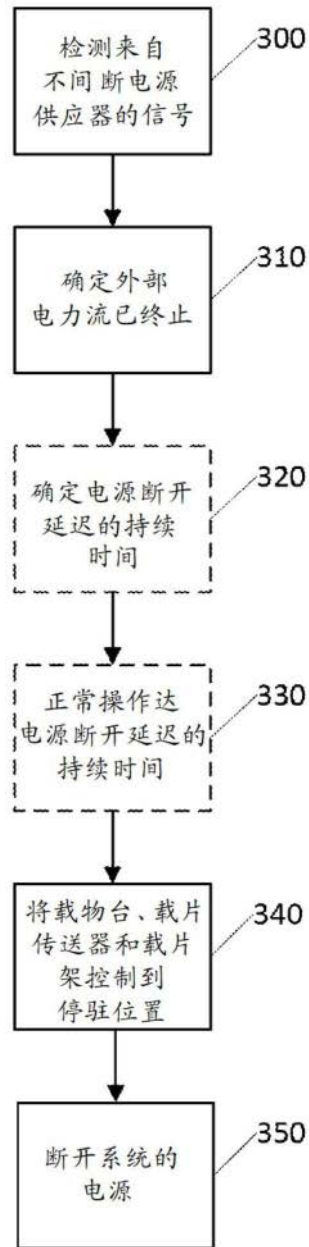 检测来自
不间断电源
供应器的信号
300
确定外部
电力流已终止
310
确定电源断开
延迟的持续
时间
320
正常操作达
电源断开延迟的
持续时间
330
将载物台、载片
传送器和载片
架控制到
停驻位置
340
断开系统的
电源
350